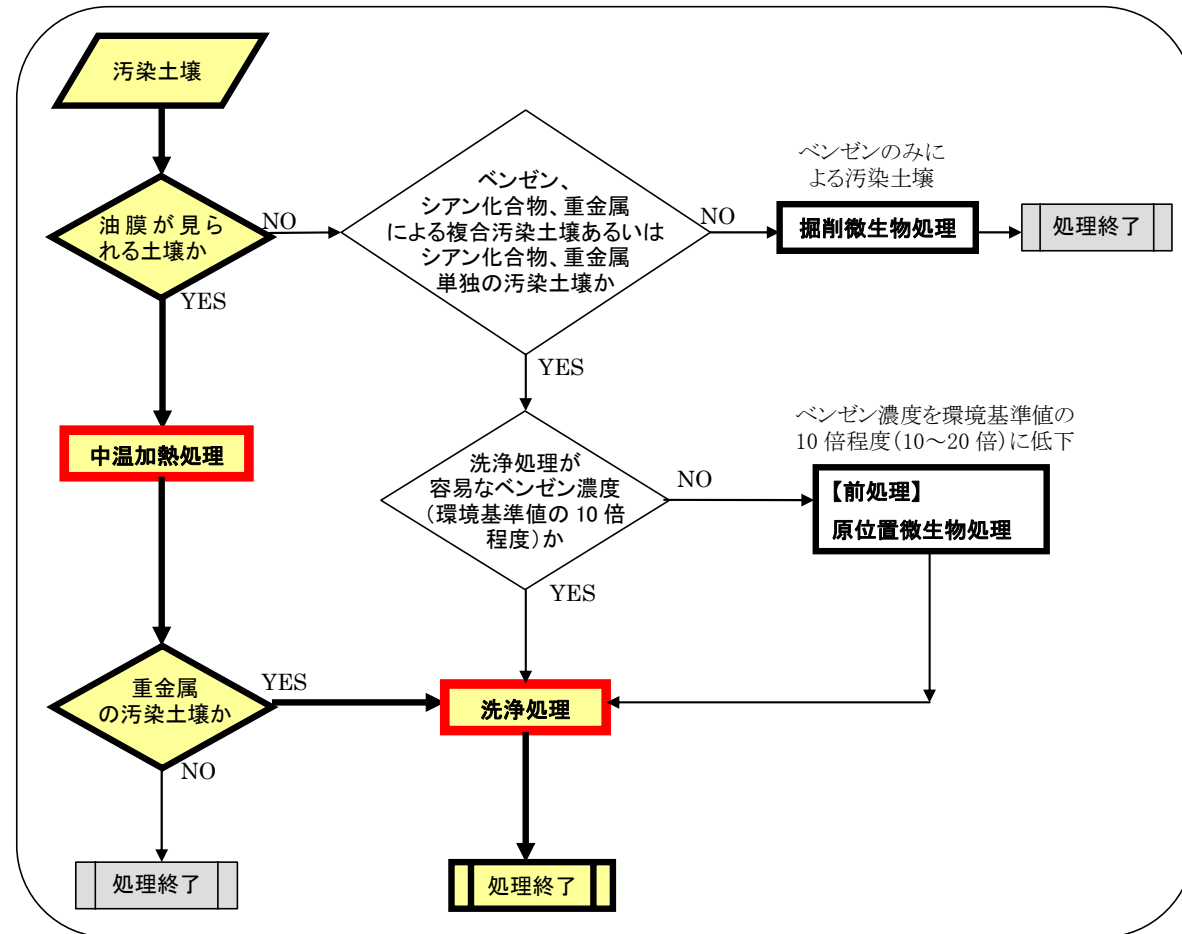 汚染土壌
油膜が見ら
れる土壌か
NO
YES
ベンゼン、
シアン化合物、重金属
による複合汚染土壌あるいは
シアン化合物、重金属
単独の汚染土壌か
NO
YES
ベンゼンのみに
よる汚染土壌
掘削微生物処理
処理終了
中温加熱処理
洗浄処理が
容易なベンゼン濃度
(環境基準値の 10 倍
程度)か
NO
YES
ベンゼン濃度を環境基準値の
10 倍程度(10~20 倍)に低下
【前処理】
原位置微生物処理
重金属
の汚染土壌か
YES
NO
洗浄処理
処理終了
処理終了